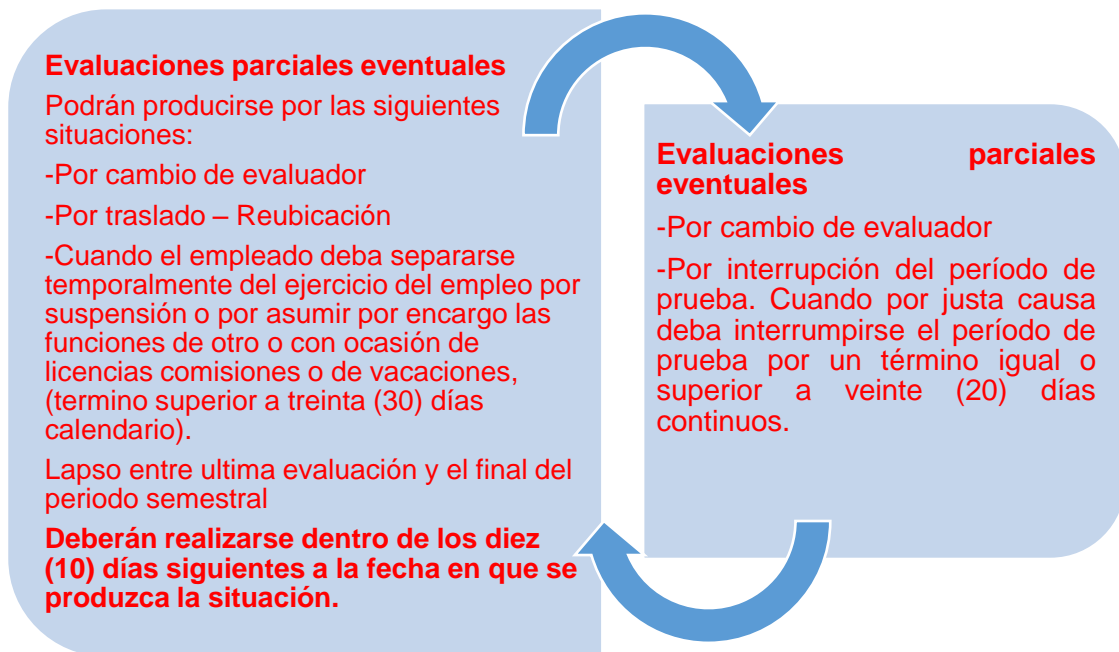 Evaluaciones parciales eventuales
Podrán producirse por las siguientes
situaciones:
-Por cambio de evaluador
-Por traslado – Reubicación
-Cuando el empleado deba separarse
temporalmente del ejercicio del empleo por
suspensión o por asumir por encargo las
funciones de otro o con ocasión de
licencias comisiones o de vacaciones,
(termino superior a treinta (30) días
calendario).
Lapso entre ultima evaluación y el final del
periodo semestral
Deberán realizarse dentro de los diez
(10) días siguientes a la fecha en que se
produzca la situación.
Evaluaciones parciales
eventuales
-Por cambio de evaluador
-Por interrupción del período de
prueba. Cuando por justa causa
deba interrumpirse el período de
prueba por un término igual o
superior a veinte (20) días
continuos.